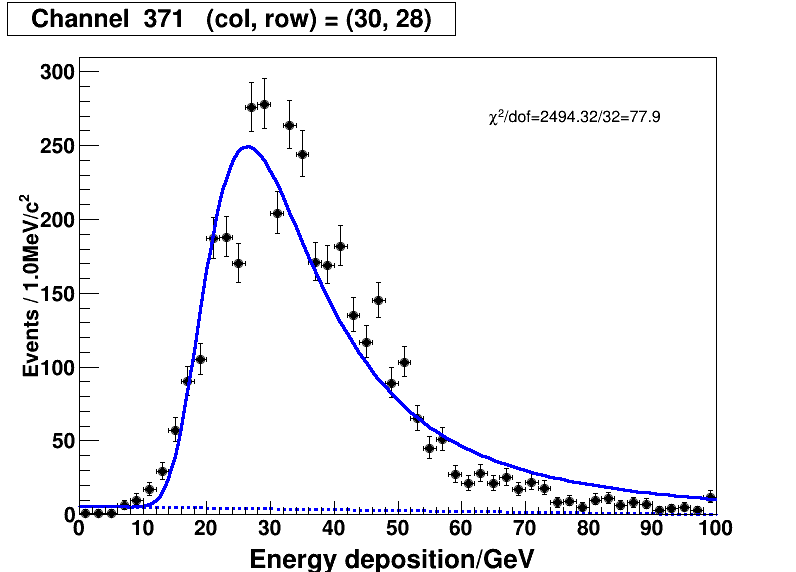 Channel 371 (col, row) = (30, 28)
χ²/dof=2494.32/32=77.9
Events / 1.0MeV/c²
300
250
200
150
100
50
0
0 10 20 30 40 50 60 70 80 90 100
Energy deposition/GeV